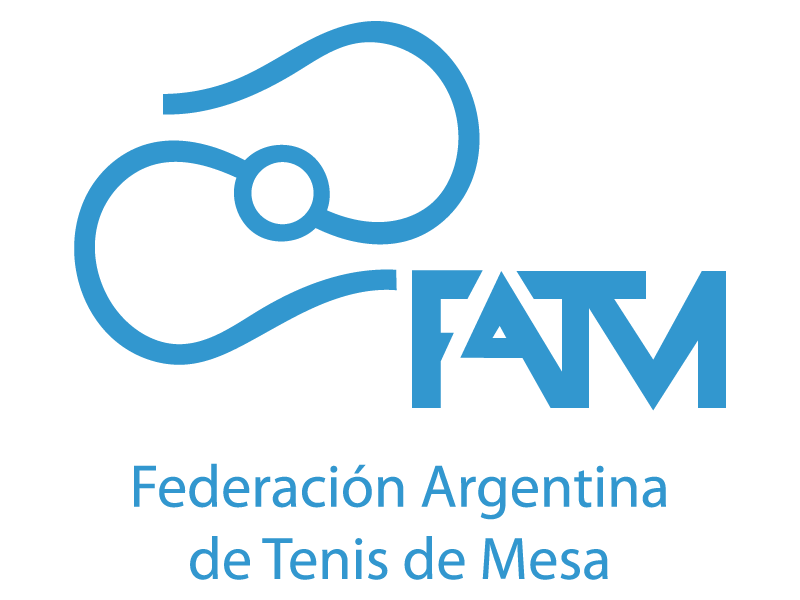 FATM
Federación Argentina
de Tenis de Mesa